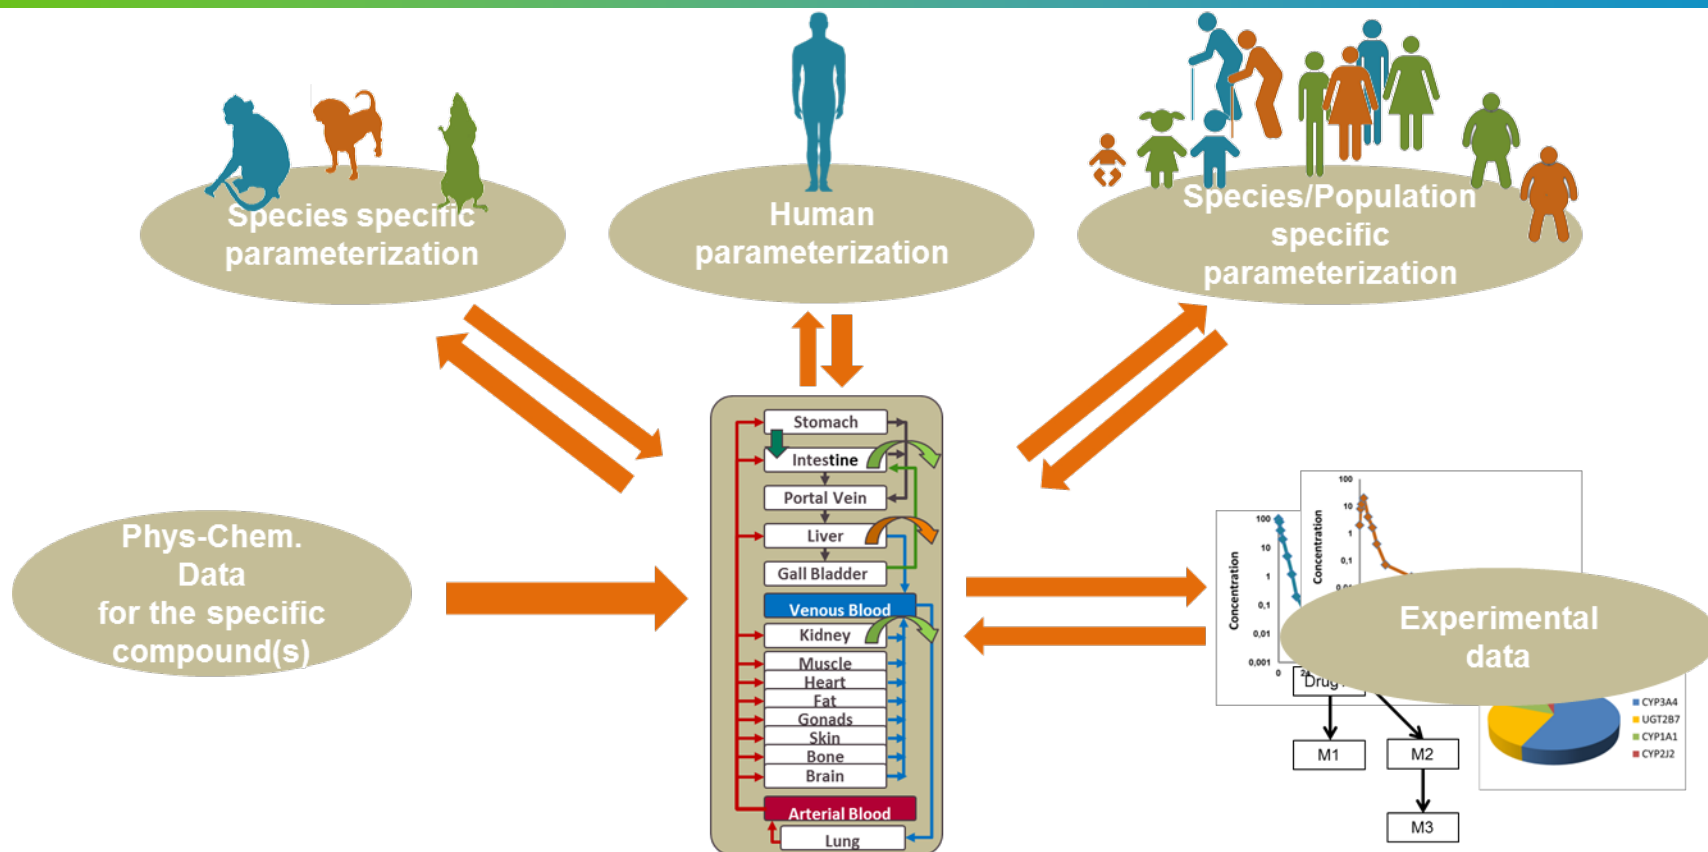 Species specific
parameterization
Human
parameterization
Species/Population
specific
parameterization
Phys-Chem.
Data
for the specific
compound(s)
Stomach
Intestine
Portal Vein
Liver
Gall Bladder
Venous Blood
Kidney
Muscle
Heart
Fat
Gonads
Skin
Bone
Brain
Arterial Blood
Lung
Concentration
100
10
1
0,1
0,01
0,001
0
Concentration
100
10
1
0,1
Experimental
data
Drug
M1
M2
M3
CYP3A4
UGT2B7
CYP1A1
CYP2J2